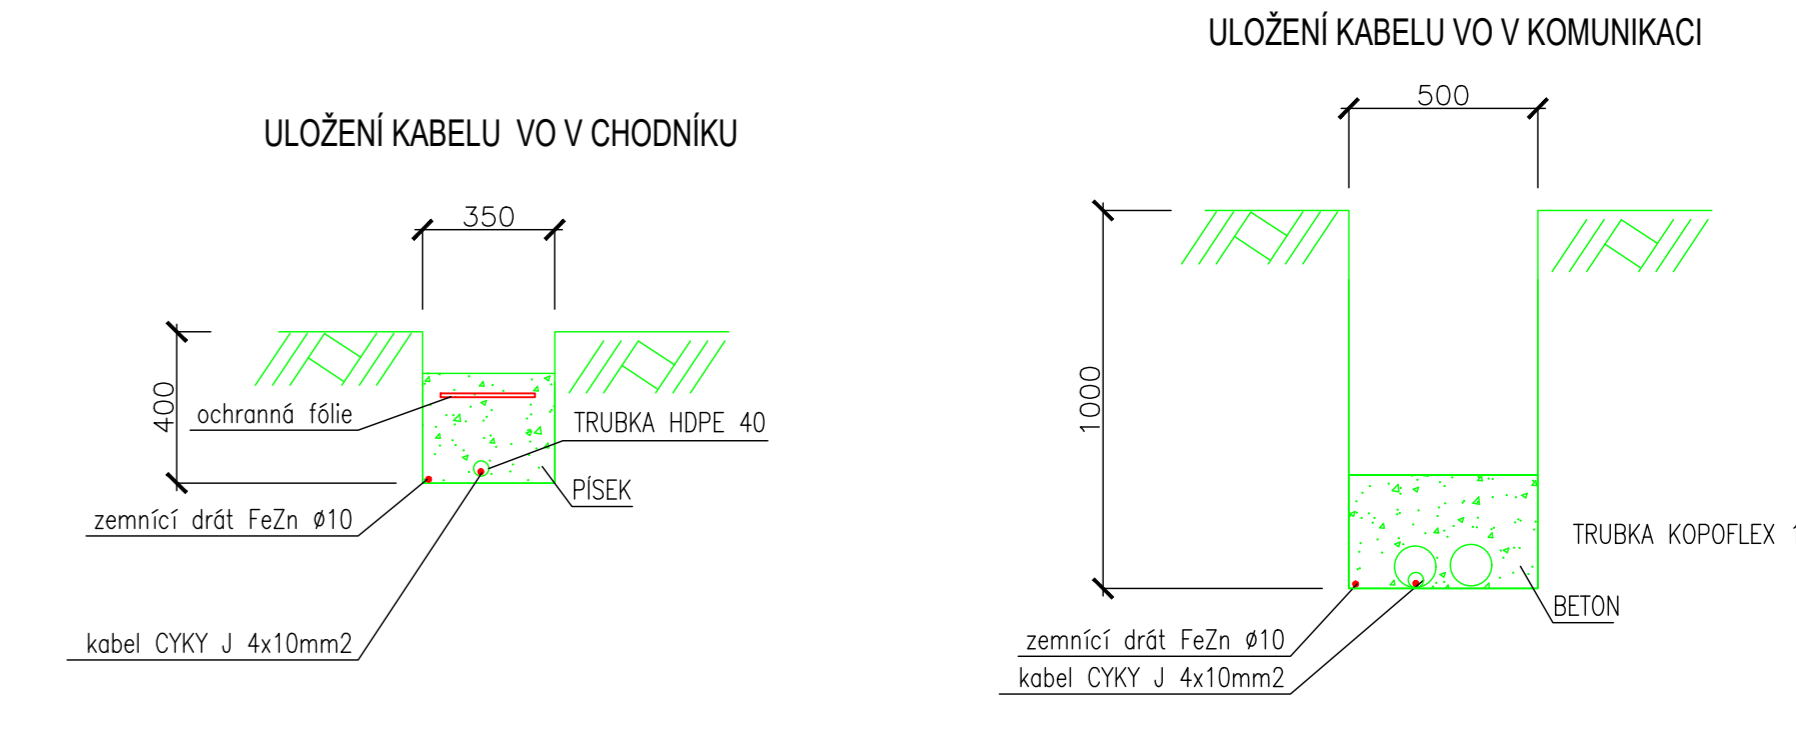 ULOŽENÍ KABELU VO V CHODNÍKU
350
400
ochranná fólie
TRUBKA HDPE 40
PÍSEK
zemnící drát FeZn ø10
kabel CYKY J 4x10mm2
ULOŽENÍ KABELU VO V KOMUNIKACI
500
1000
TRUBKA KOPOFLEX
BETON
zemnící drát FeZn ø10
kabel CYKY J 4x10mm2